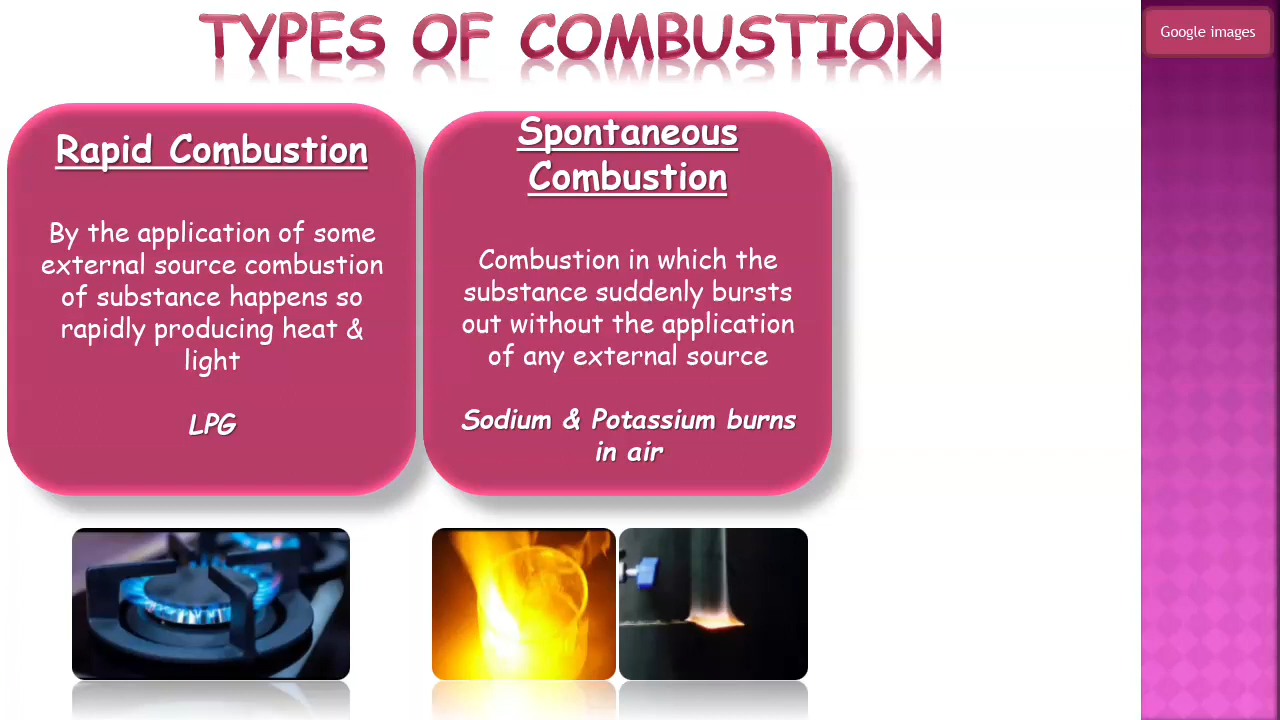 TYPES OF COMBUSTION
Google images
Rapid Combustion
By the application of some
external source combustion
of substance happens so
rapidly producing heat &
light
LPG
Spontaneous
Combustion
Combustion in which the
substance suddenly bursts
out without the application
of any external source
Sodium & Potassium burns
in air